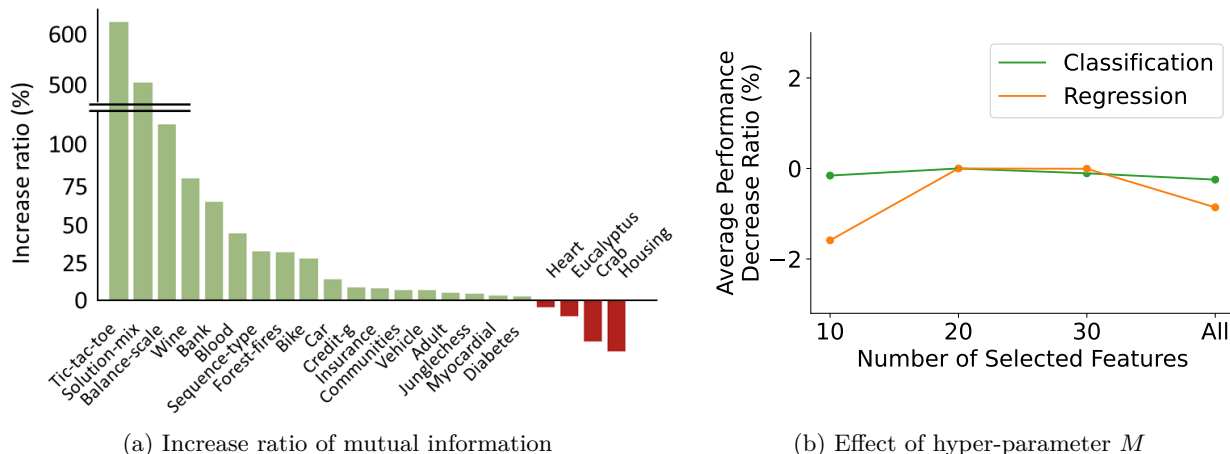 Increase ratio (%)
600
500
100
75
50
25
0
Tic-tac-toe
Solution-mix
Balance-scale
Wine
Bank
Blood
Sequence-type
Forest-fires
Bike
Car
Credit-g
Insurance
Communities
Vehicle
Adult
Junglechess
Myocardial
Diabetes
Heart
Eucalyptus
Crab
Housing
(a) Increase ratio of mutual information
Average Performance
Decrease Ratio (%)
2
0
−2
Classification
Regression
10
20
30
All
Number of Selected Features
(b) Effect of hyper-parameter M